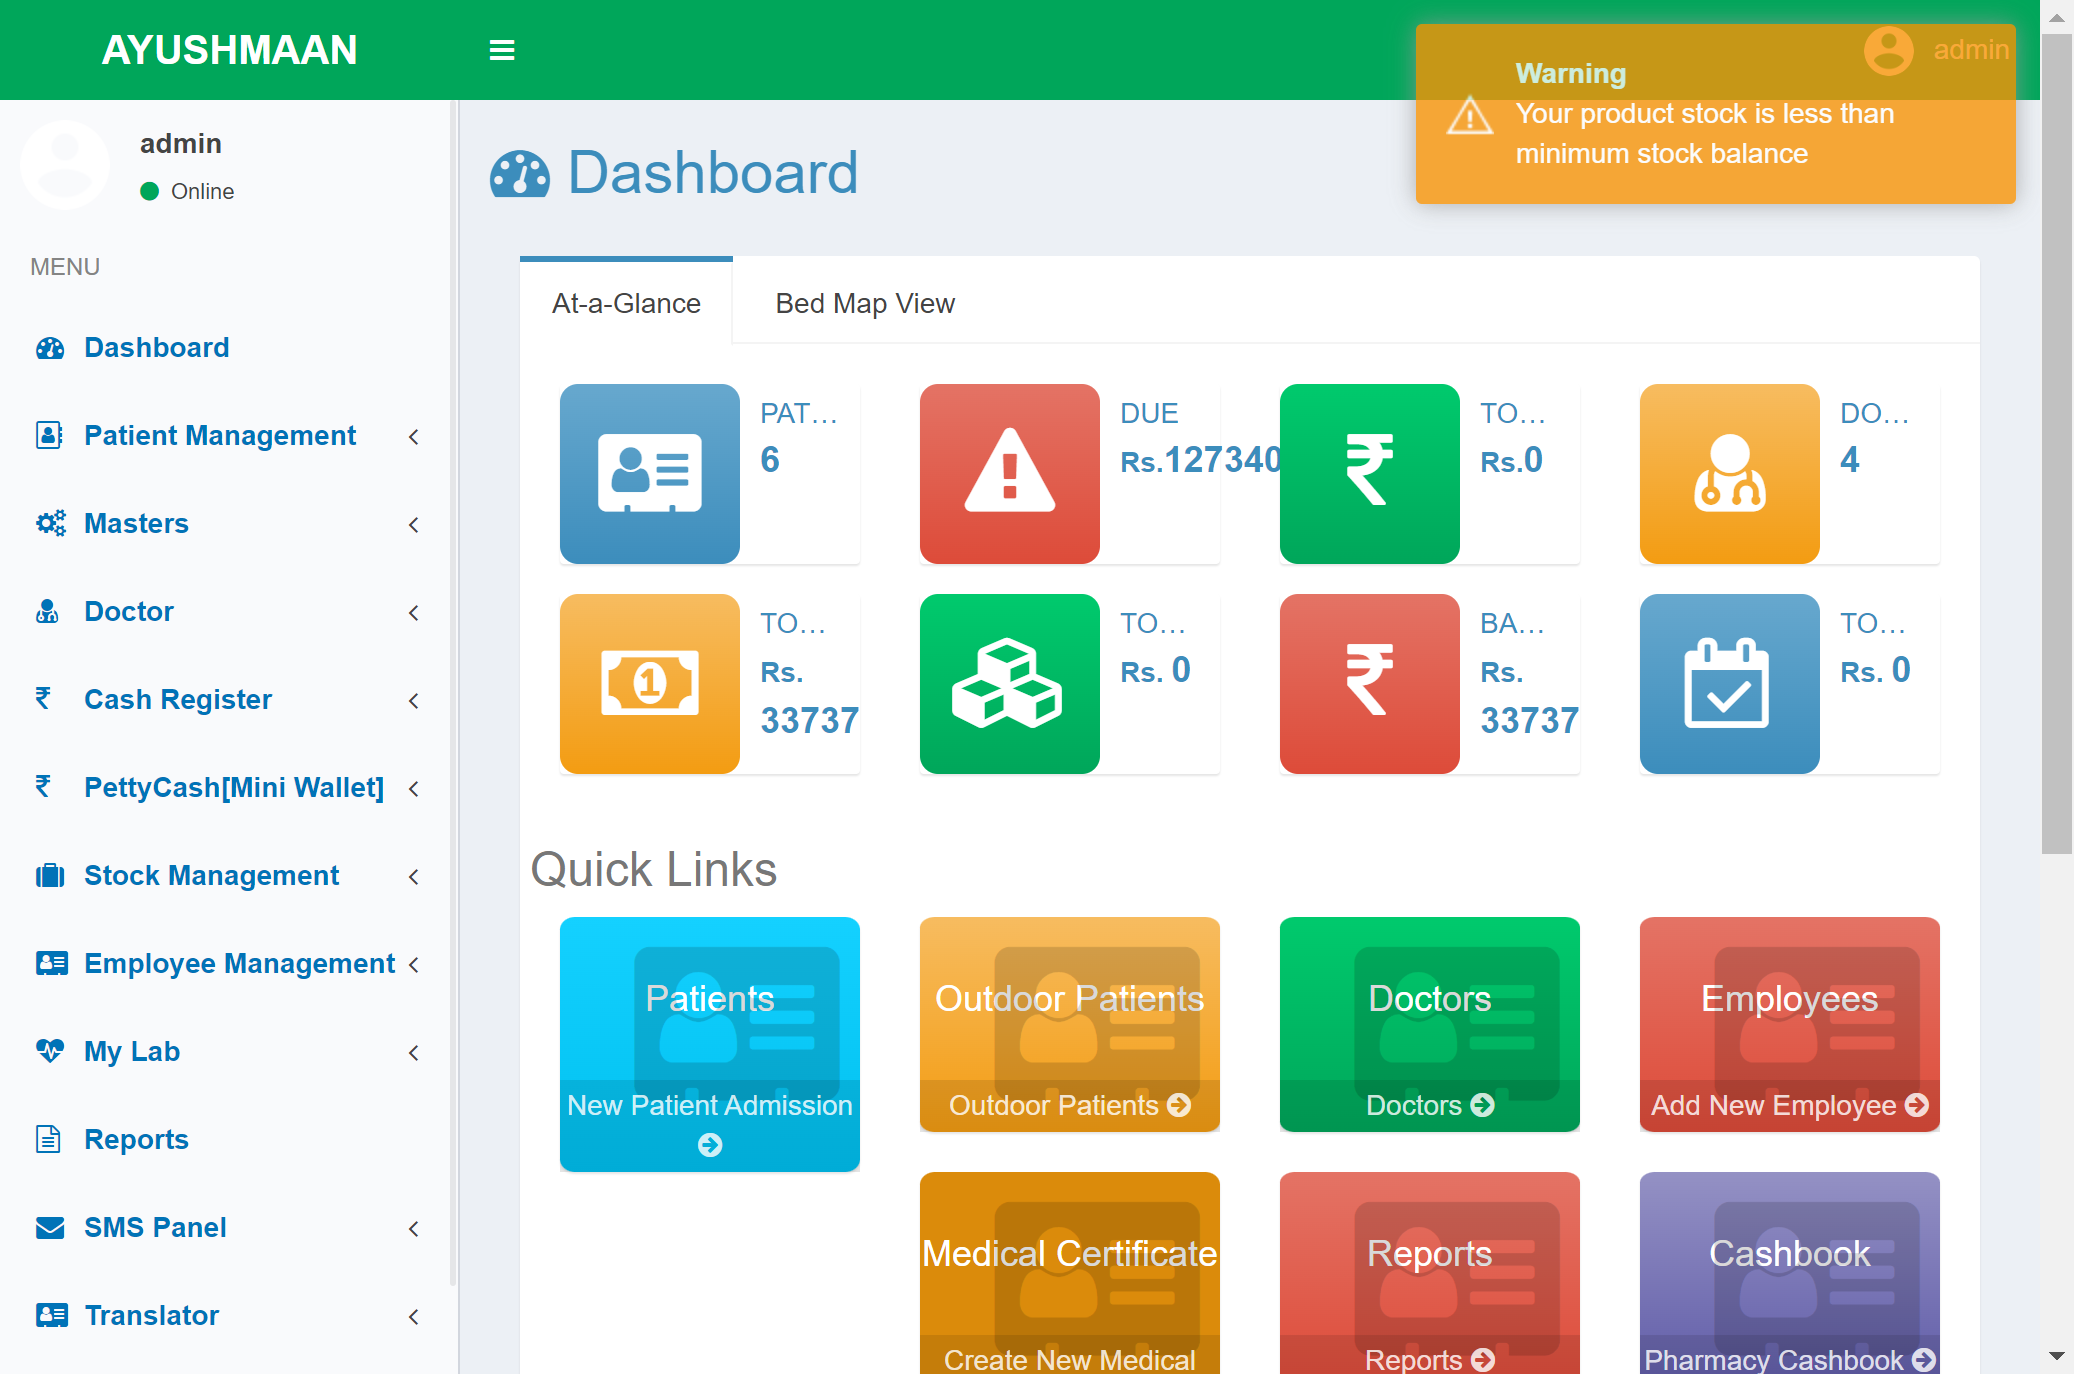 AYUSHMAAN
admin
Warning
Your product stock is less than
minimum stock balance
admin
Online
MENU
Dashboard
Patient Management
Masters
Doctor
Cash Register
PettyCash[Mini Wallet]
Stock Management
Employee Management
My Lab
Reports
SMS Panel
Translator
Dashboard
At-a-Glance
Bed Map View
PAT...
6
DUE
Rs.127340
TO...
Rs.0
DO...
4
TO...
Rs.
33737
TO...
Rs. 0
BA...
Rs.
33737
TO...
Rs. 0
Quick Links
Patients
New Patient Admission
Outdoor Patients
Outdoor Patients
Doctors
Doctors
Employees
Add New Employee
Medical Certificate
Create New Medical
Reports
Reports
Cashbook
Pharmacy Cashbook